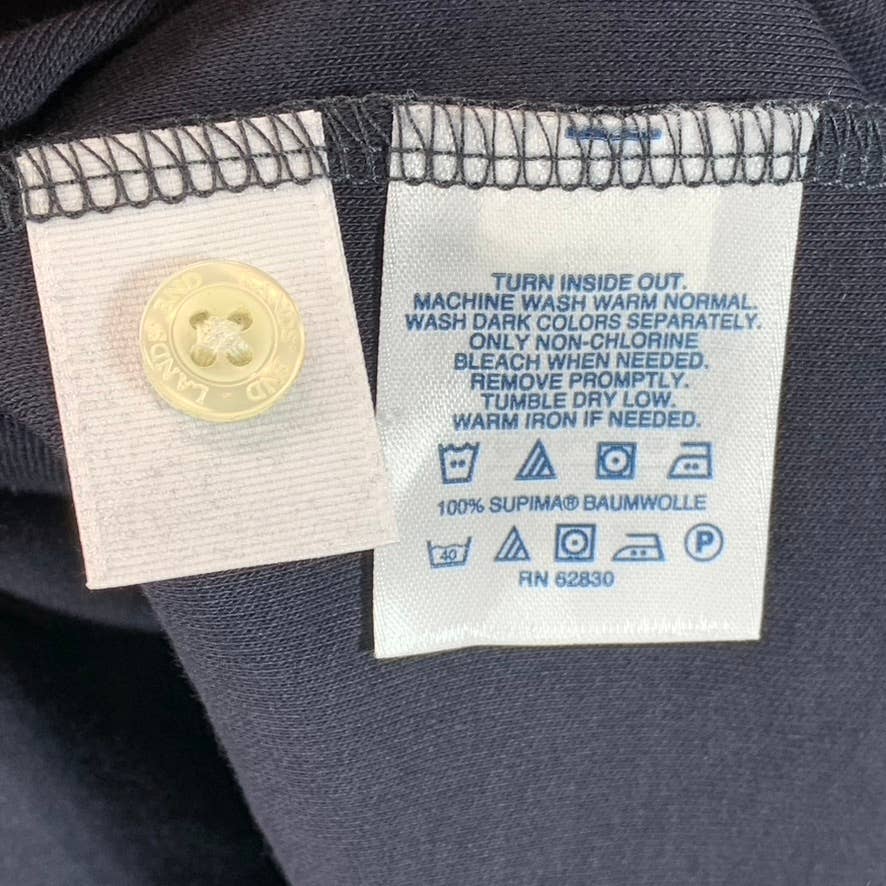 LANDS' END LANDS' END
TURN INSIDE OUT.
MACHINE WASH WARM NORMAL.
WASH DARK COLORS SEPARATELY.
ONLY NON-CHLORINE
BLEACH WHEN NEEDED.
REMOVE PROMPTLY.
TUMBLE DRY LOW.
WARM IRON IF NEEDED.
100% SUPIMA® BAUMWOLLE
40 P
RN 62830